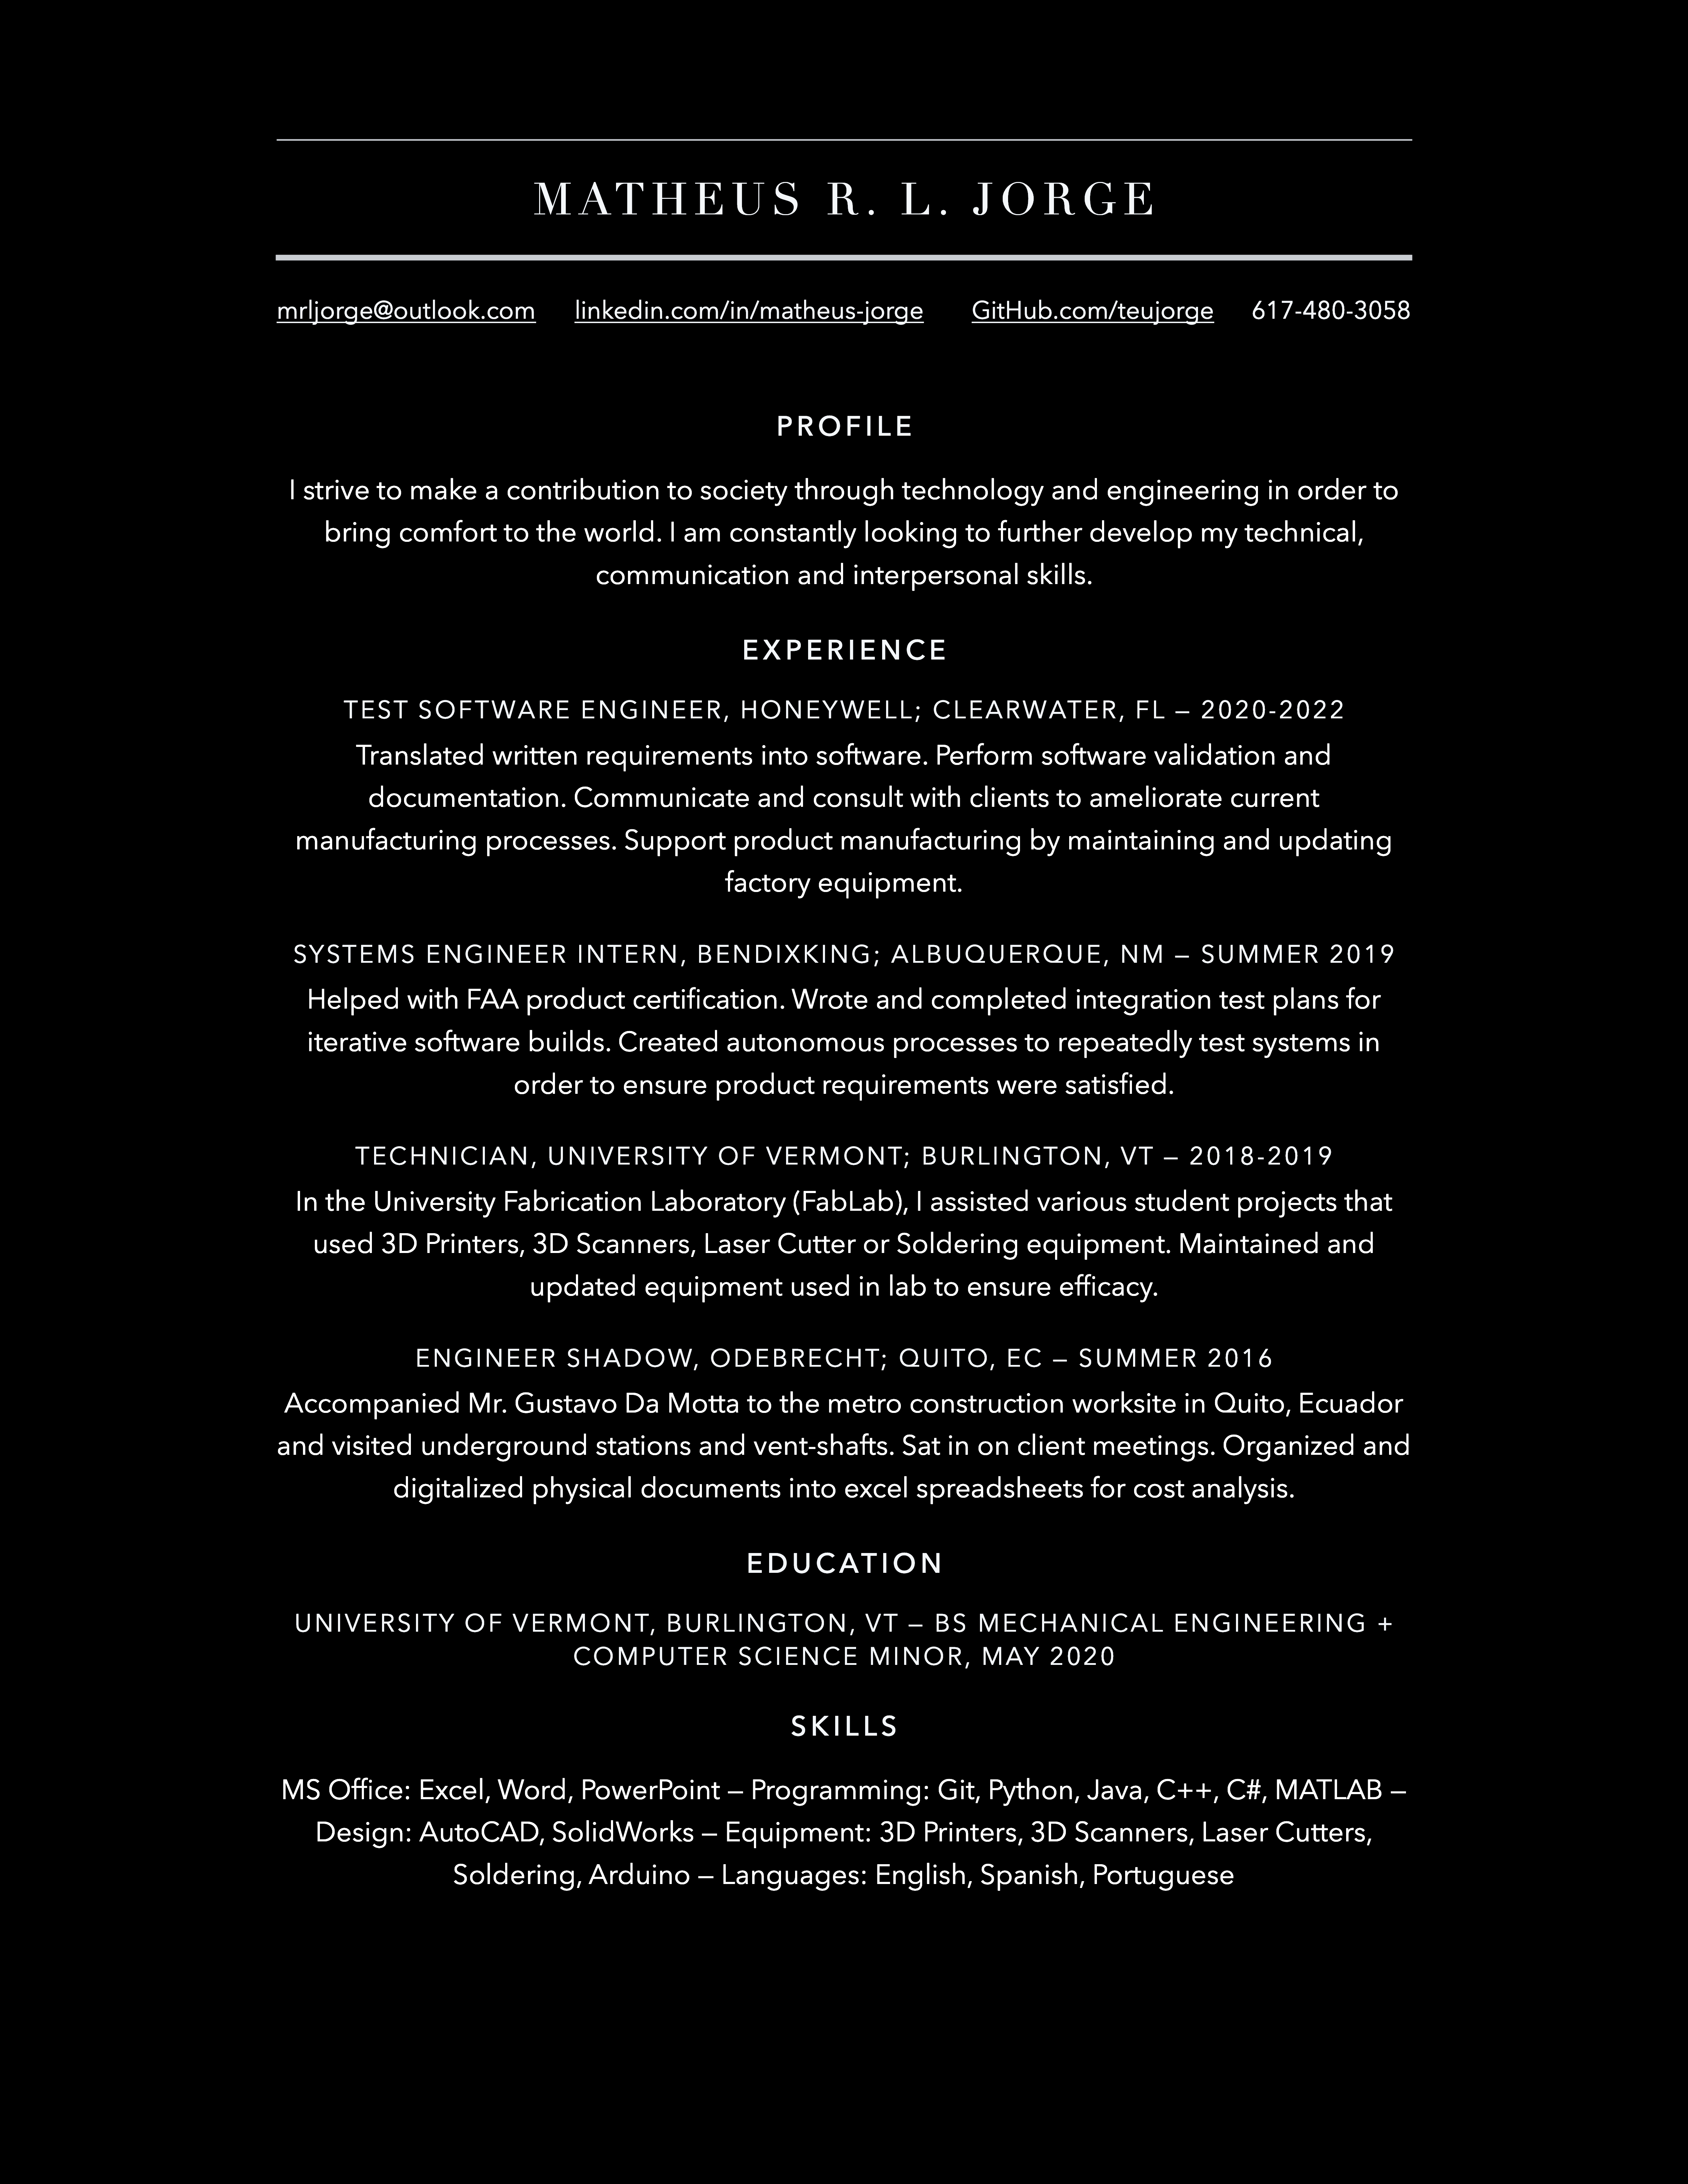 MATHEUS R. L. JORGE
mrljorge@outlook.com linkedin.com/in/matheus-jorge GitHub.com/teujorge 617-480-3058
PROFILE
I strive to make a contribution to society through technology and engineering in order to
bring comfort to the world. I am constantly looking to further develop my technical,
communication and interpersonal skills.
EXPERIENCE
TEST SOFTWARE ENGINEER, HONEYWELL; CLEARWATER, FL – 2020-2022
Translated written requirements into software. Perform software validation and
documentation. Communicate and consult with clients to ameliorate current
manufacturing processes. Support product manufacturing by maintaining and updating
factory equipment.
SYSTEMS ENGINEER INTERN, BENDIXKING; ALBUQUERQUE, NM – SUMMER 2019
Helped with FAA product certification. Wrote and completed integration test plans for
iterative software builds. Created autonomous processes to repeatedly test systems in
order to ensure product requirements were satisfied.
TECHNICIAN, UNIVERSITY OF VERMONT; BURLINGTON, VT – 2018-2019
In the University Fabrication Laboratory (FabLab), I assisted various student projects that
used 3D Printers, 3D Scanners, Laser Cutter or Soldering equipment. Maintained and
updated equipment used in lab to ensure efficacy.
ENGINEER SHADOW, ODEBRECHT; QUITO, EC – SUMMER 2016
Accompanied Mr. Gustavo Da Motta to the metro construction worksite in Quito, Ecuador
and visited underground stations and vent-shafts. Sat in on client meetings. Organized and
digitalized physical documents into excel spreadsheets for cost analysis.
EDUCATION
UNIVERSITY OF VERMONT, BURLINGTON, VT – BS MECHANICAL ENGINEERING +
COMPUTER SCIENCE MINOR, MAY 2020
SKILLS
MS Office: Excel, Word, PowerPoint – Programming: Git, Python, Java, C++, C#, MATLAB –
Design: AutoCAD, SolidWorks – Equipment: 3D Printers, 3D Scanners, Laser Cutters,
Soldering, Arduino – Languages: English, Spanish, Portuguese